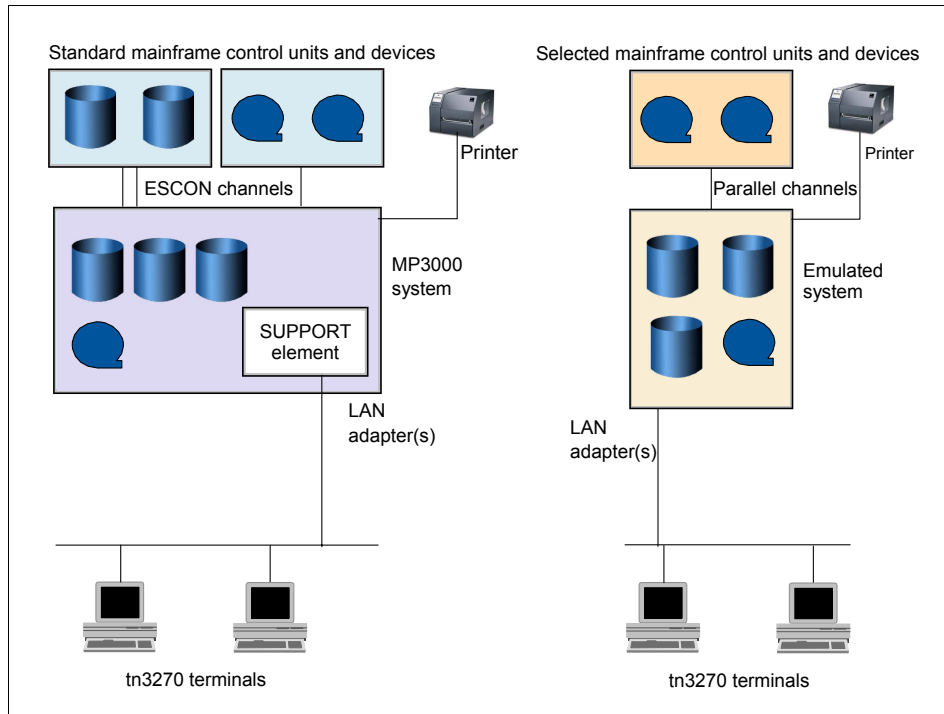 Standard mainframe control units and devices
Printer
ESCON channels
MP3000
system
SUPPORT
element
LAN
adapter(s)
tn3270 terminals
Selected mainframe control units and devices
Printer
Parallel channels
Emulated
system
LAN
adapter(s)
tn3270 terminals